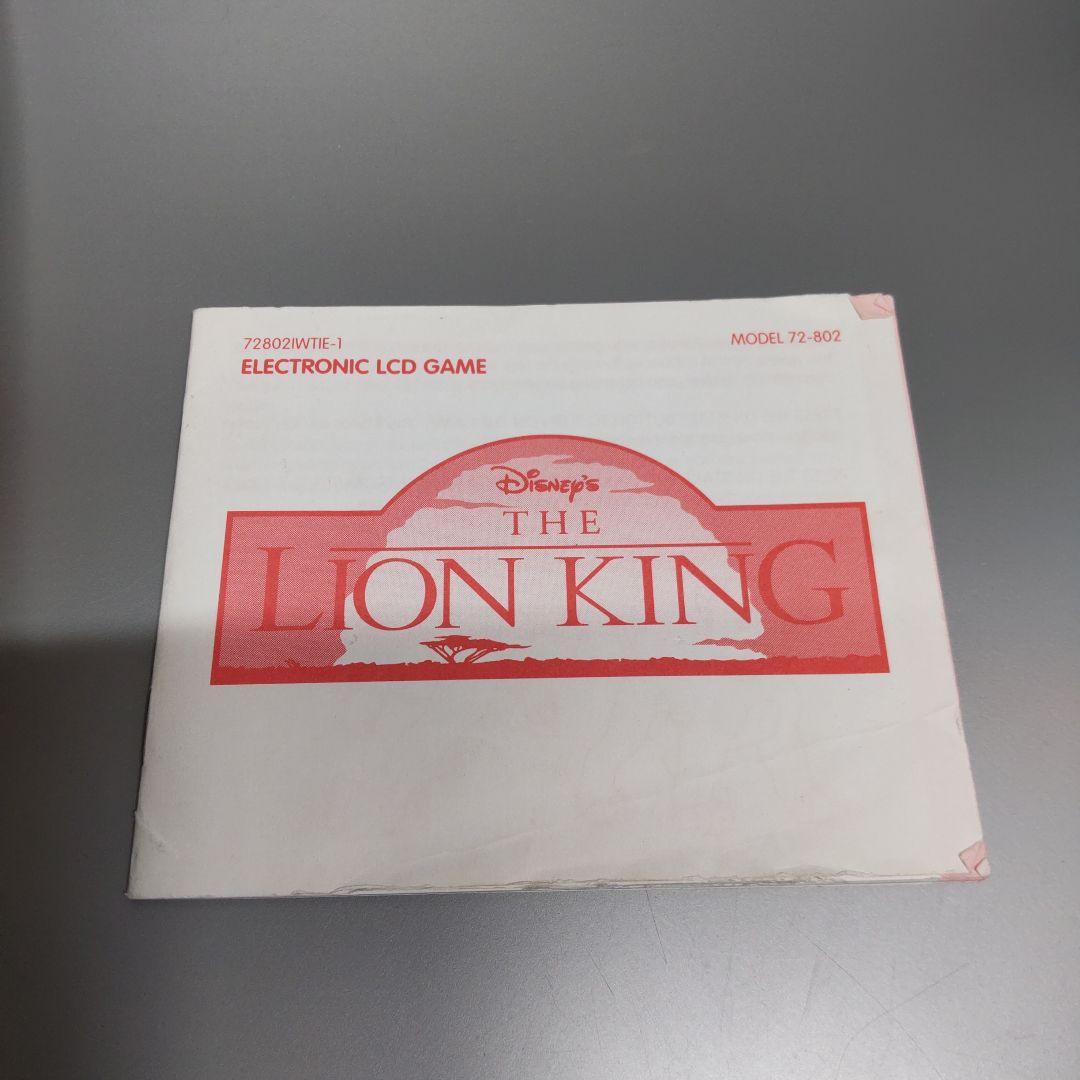 72802IWTIE-1
MODEL 72-802
ELECTRONIC LCD GAME
Disney's
THE
LION KING